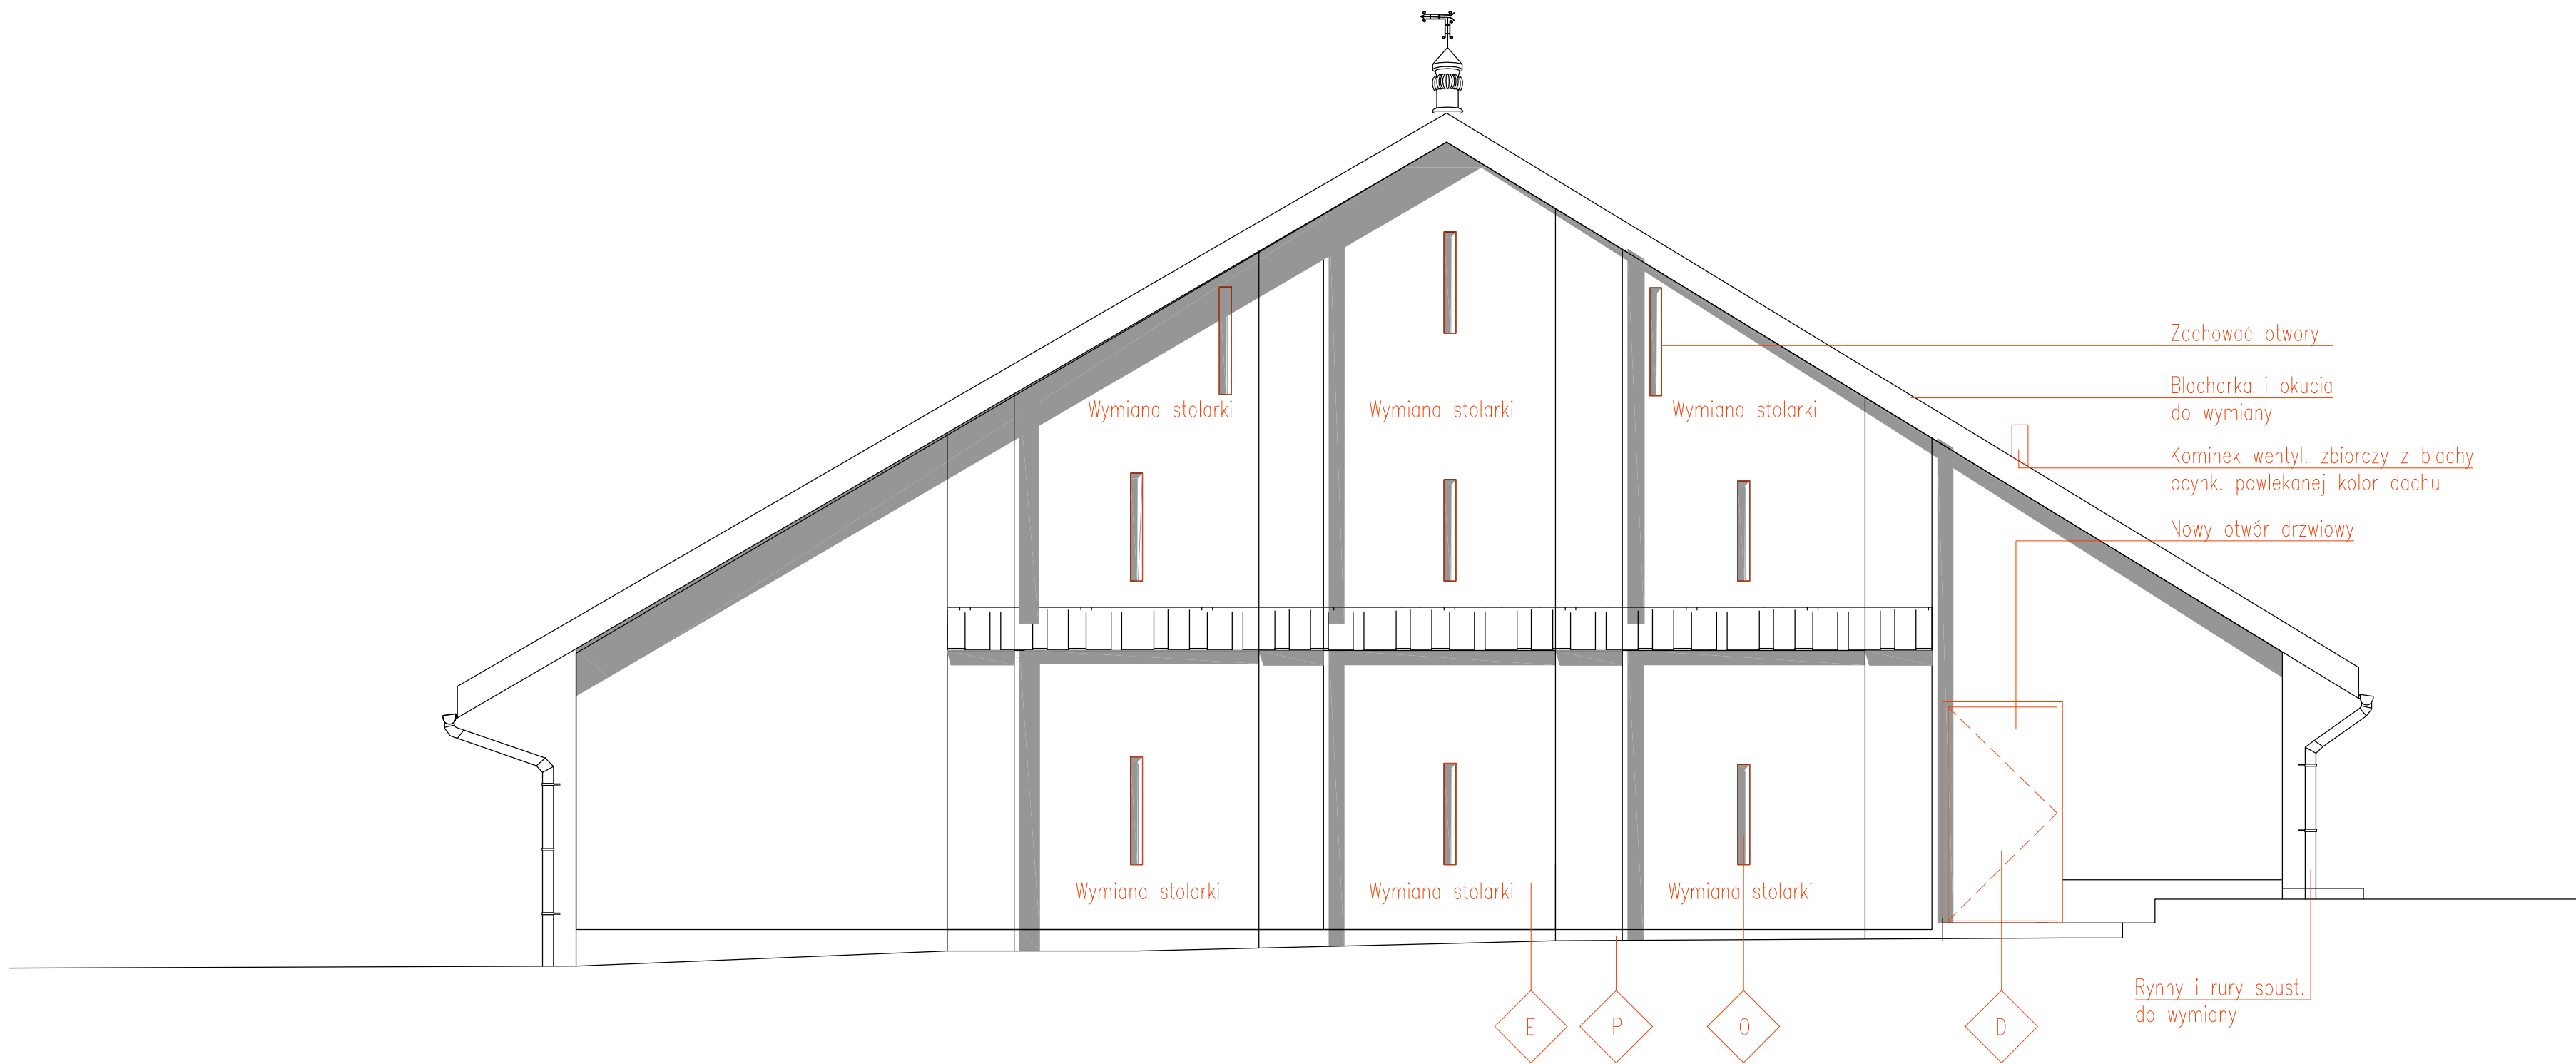 Zachować otwory
Blacharka i okucia
do wymiany
Wymiana stolarki
Wymiana stolarki
Wymiana stolarki
Kominek wentyl. zbiorczy z blachy
ocynk. powlekanej kolor dachu
Nowy otwór drzwiowy
Wymiana stolarki
Wymiana stolarki
Wymiana stolarki
Rynny i rury spust.
do wymiany
E
P
O
D